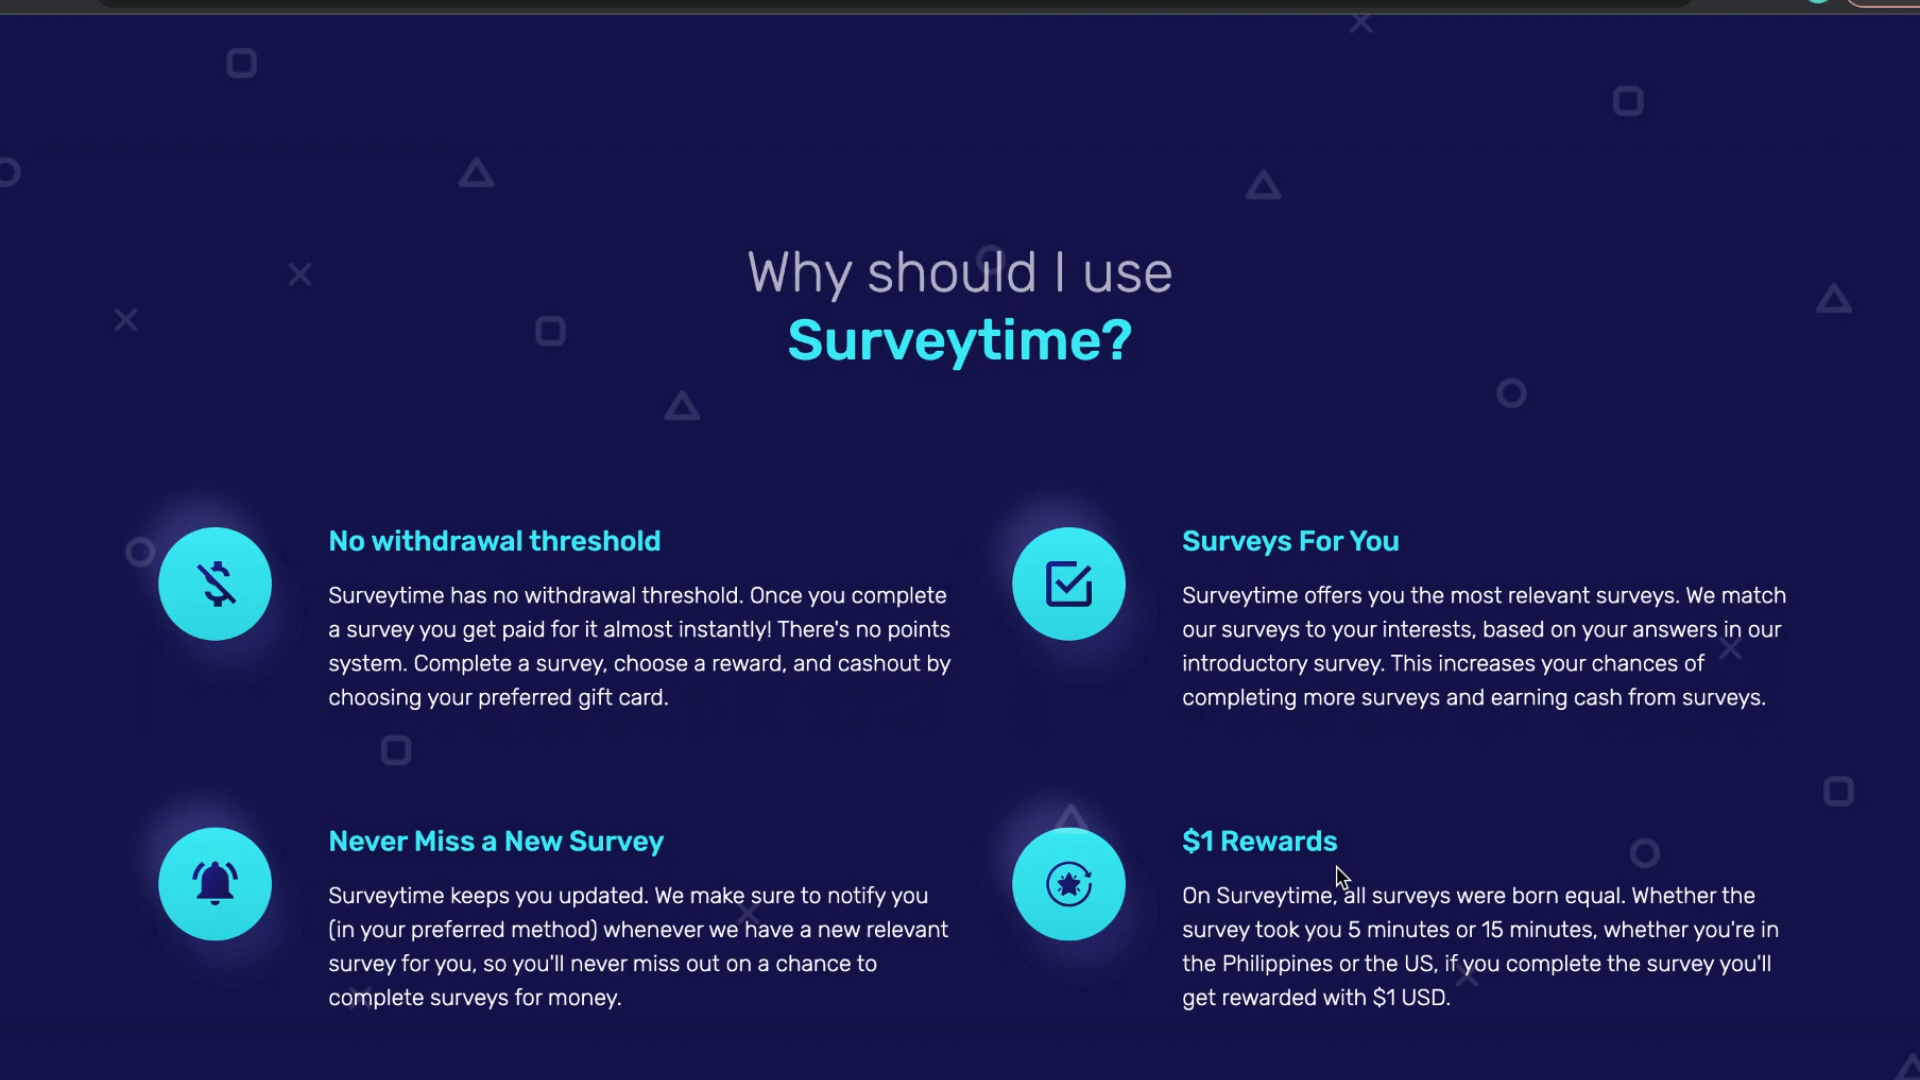 Why should I use
Surveytime?
No withdrawal threshold
Surveytime has no withdrawal threshold. Once you complete
a survey you get paid for it almost instantly! There's no points
system. Complete a survey, choose a reward, and cashout by
choosing your preferred gift card.
Surveys For You
Surveytime offers you the most relevant surveys. We match
our surveys to your interests, based on your answers in our
introductory survey. This increases your chances of
completing more surveys and earning cash from surveys.
Never Miss a New Survey
Surveytime keeps you updated. We make sure to notify you
(in your preferred method) whenever we have a new relevant
survey for you, so you'll never miss out on a chance to
complete surveys for money.
$1 Rewards
On Surveytime, all surveys were born equal. Whether the
survey took you 5 minutes or 15 minutes, whether you're in
the Philippines or the US, if you complete the survey you'll
get rewarded with $1 USD.